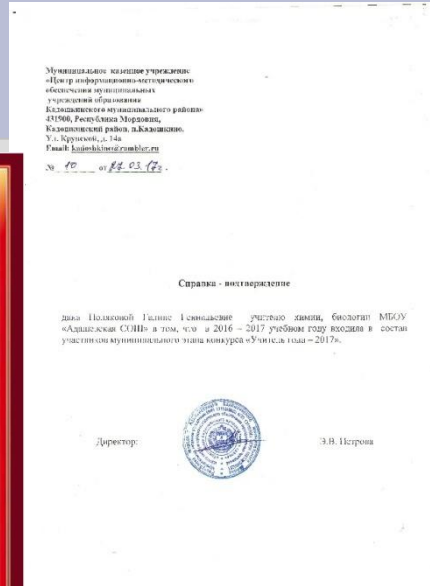 Муниципальное казенное учреждение
«Центр информационно-методического
обеспечения муниципальных
учреждений образования
Кадошкинского муниципального района»
431900, Республика Мордовия,
Кадошкинский район, п.Кадошкино,
Ул. Крупской, д. 14а
Email: kadoshkimo@rambler.ru
№ 10 от 27.03.17г.
Справка - подтверждение
дана Поляковой Галине Геннадьевне учителю химии, биологии МБОУ
«Адашевская СОШ» в том, что в 2016 – 2017 учебном году входила в состав
участников муниципального этапа конкурса «Учитель года – 2017».
Директор: Э.В. Петрова